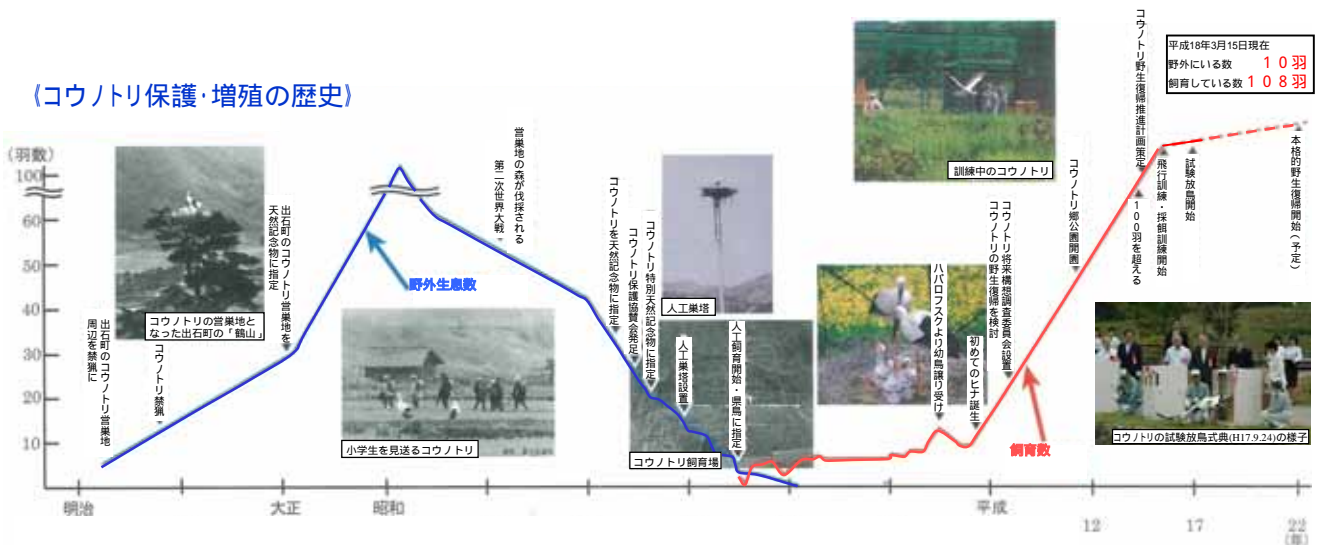 《コウノトリ保護･増殖の歴史》
平成18年3月15日現在
野外にいる数 10羽
飼育している数 108羽
(羽数)
100
60
50
40
30
20
10
出石町のコウノトリ営巣地
周辺を禁猟に
コウノトリ禁猟
コウノトリの営巣地と
なった出石町の「鶴山」
出石町のコウノトリ営巣地を
天然記念物に指定
野外生息数
小学生を見送るコウノトリ
営巣地の森が伐採される
第二次世界大戦
コウノトリを天然記念物に指定
コウノトリ保護協賛会発足
コウノトリ特別天然記念物に指定
人工巣塔
人工巣塔設置
コウノトリ飼育場
人工飼育開始・県鳥に指定
訓練中のコウノトリ
ハバロフスクより幼鳥譲り受け
初めてのヒナ誕生
コウノトリ将来構想調査委員会設置
コウノトリの野生復帰を検討
飼育数
コウノトリ郷公園開園
コウノトリ野生復帰推進計画策定
100羽を超える
飛行訓練・採餌訓練開始
試験放鳥開始
本格的野生復帰開始(予定)
コウノトリの試験放鳥式典(H17.9.24)の様子
明治
大正
昭和
平成
12
17
22
(年)